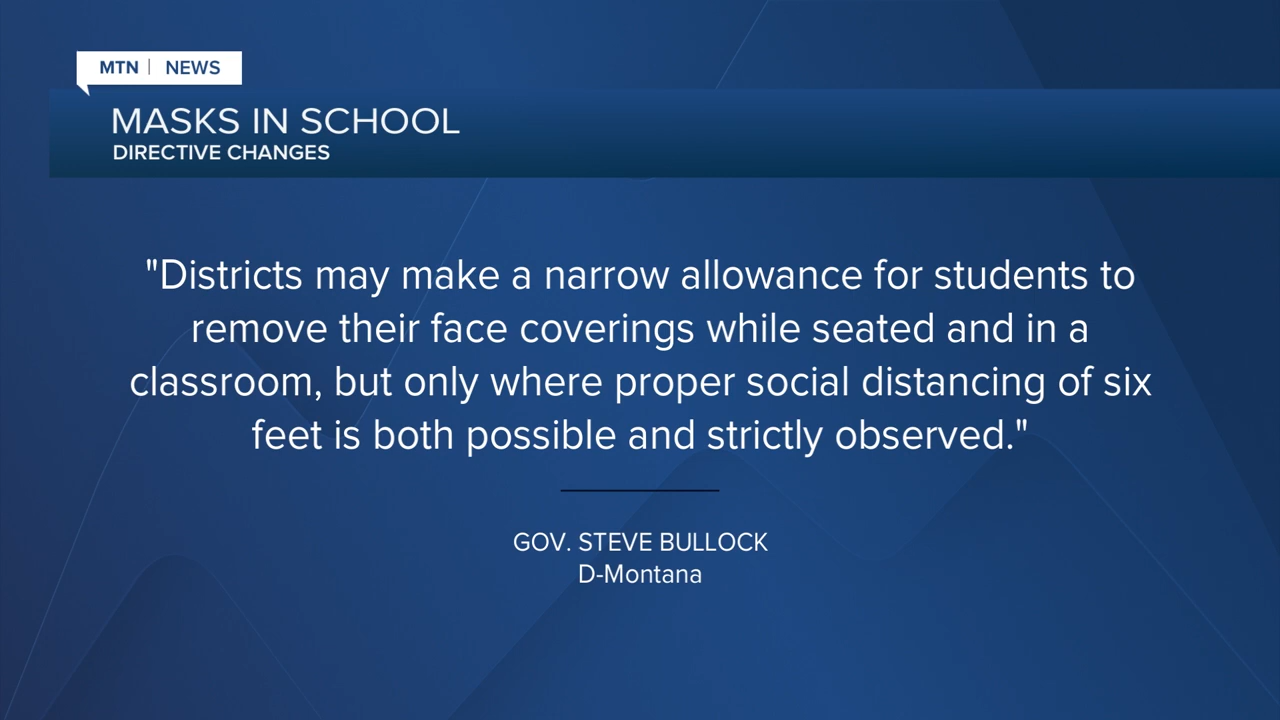 MTN | NEWS
MASKS IN SCHOOL
DIRECTIVE CHANGES
"Districts may make a narrow allowance for students to
remove their face coverings while seated and in a
classroom, but only where proper social distancing of six
feet is both possible and strictly observed."
GOV. STEVE BULLOCK
D-Montana